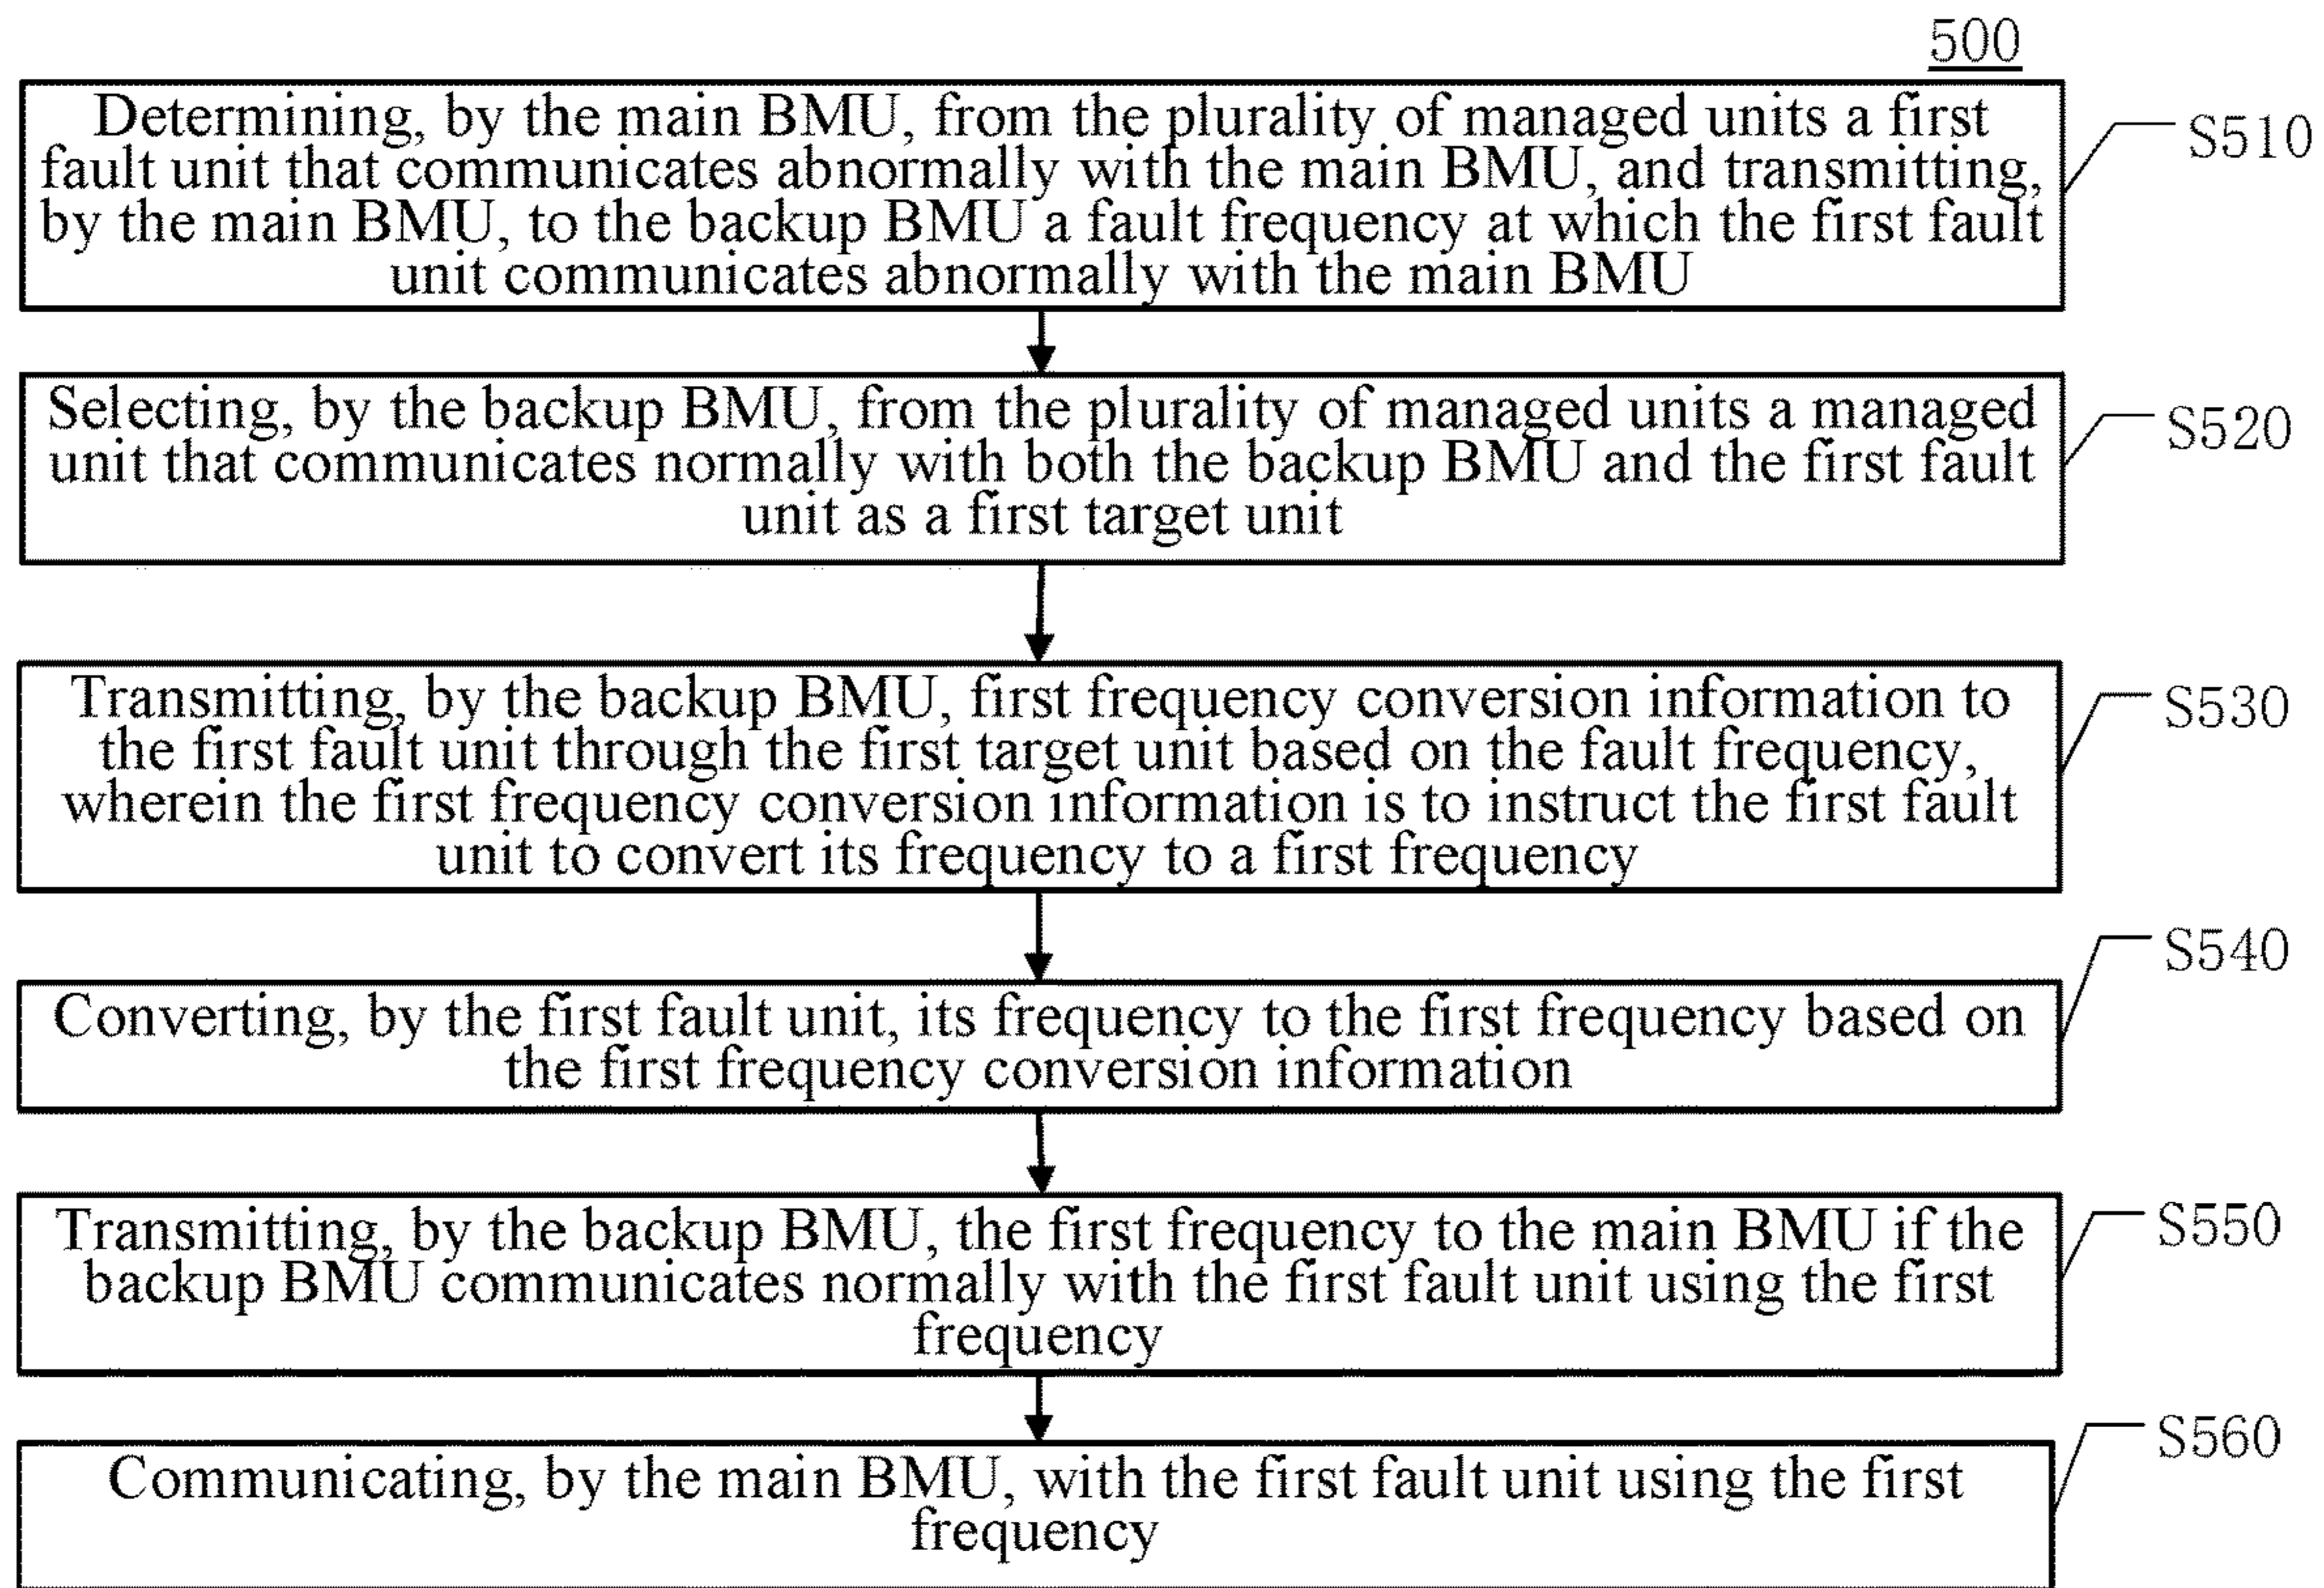 500
Determining, by the main BMU, from the plurality of managed units a first
fault unit that communicates abnormally with the main BMU, and transmitting,
by the main BMU, to the backup BMU a fault frequency at which the first fault
unit communicates abnormally with the main BMU
S510
Selecting, by the backup BMU, from the plurality of managed units a managed
unit that communicates normally with both the backup BMU and the first fault
unit as a first target unit
S520
Transmitting, by the backup BMU, first frequency conversion information to
the first fault unit through the first target unit based on the fault frequency,
wherein the first frequency conversion information is to instruct the first fault
unit to convert its frequency to a first frequency
S530
Converting, by the first fault unit, its frequency to the first frequency based on
the first frequency conversion information
S540
Transmitting, by the backup BMU, the first frequency to the main BMU if the
backup BMU communicates normally with the first fault unit using the first
frequency
S550
Communicating, by the main BMU, with the first fault unit using the first
frequency
S560